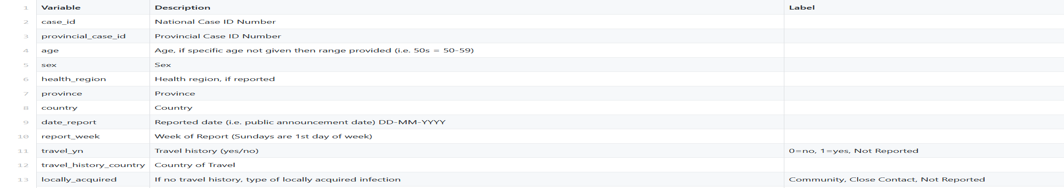 1 Variable Description Label
2 case_id National Case ID Number
3 provincial_case_id Provincial Case ID Number
4 age Age, if specific age not given then range provided (i.e. 50s = 50-59)
5 sex Sex
6 health_region Health region, if reported
7 province Province
8 country Country
9 date_report Reported date (i.e. public announcement date) DD-MM-YYYY
10 report_week Week of Report (Sundays are 1st day of week)
11 travel_yn Travel history (yes/no) 0=no, 1=yes, Not Reported
12 travel_history_country Country of Travel
13 locally_acquired If no travel history, type of locally acquired infection Community, Close Contact, Not Reported